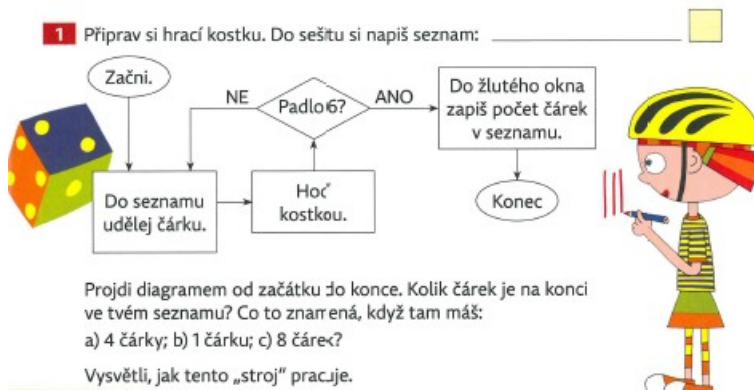 1 Připrav si hrací kostku. Do sešitu si napiš seznam:
Začni.
NE
Padlo 6?
ANO
Do žlutého okna
zapiš počet čárek
v seznamu.
Do seznamu
udělej čárku.
Hoď
kostkou.
Konec
Projdi diagramem od začátku do konce. Kolik čárek je na konci
ve tvém seznamu? Co to znamená, když tam máš:
a) 4 čárky; b) 1 čárku; c) 8 čárek?
Vysvětli, jak tento „stroj" pracuje.